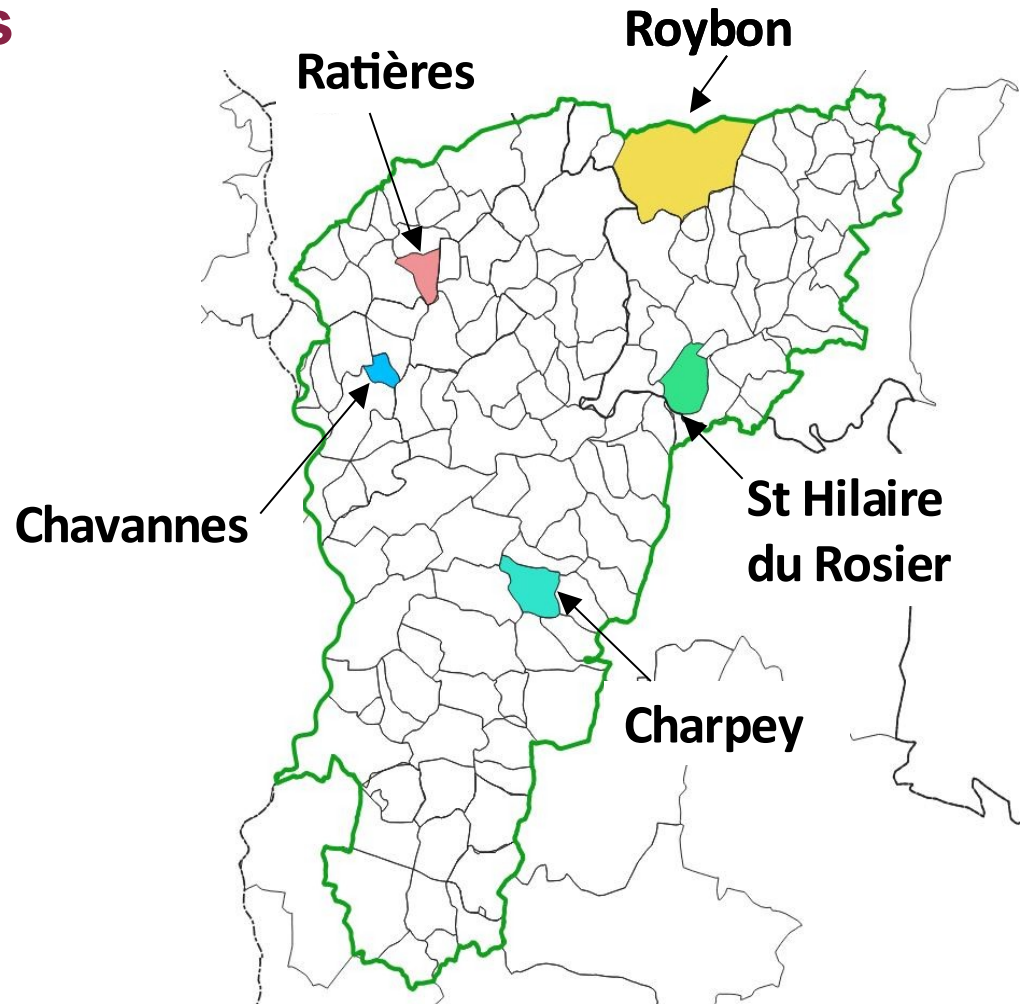 s
Roybon
Ratières
Chavannes
St Hilaire
du Rosier
Charpey